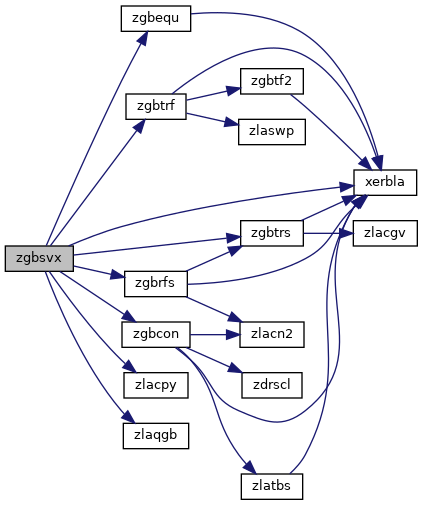 zgbequ
zgbtf2
zgbtrf
zlaswp
xerbla
zgbtrs
zlacgv
zgbsvx
zgbrfs
zgbcon
zlacn2
zlacpy
zdrscl
zlaqgb
zlatbs